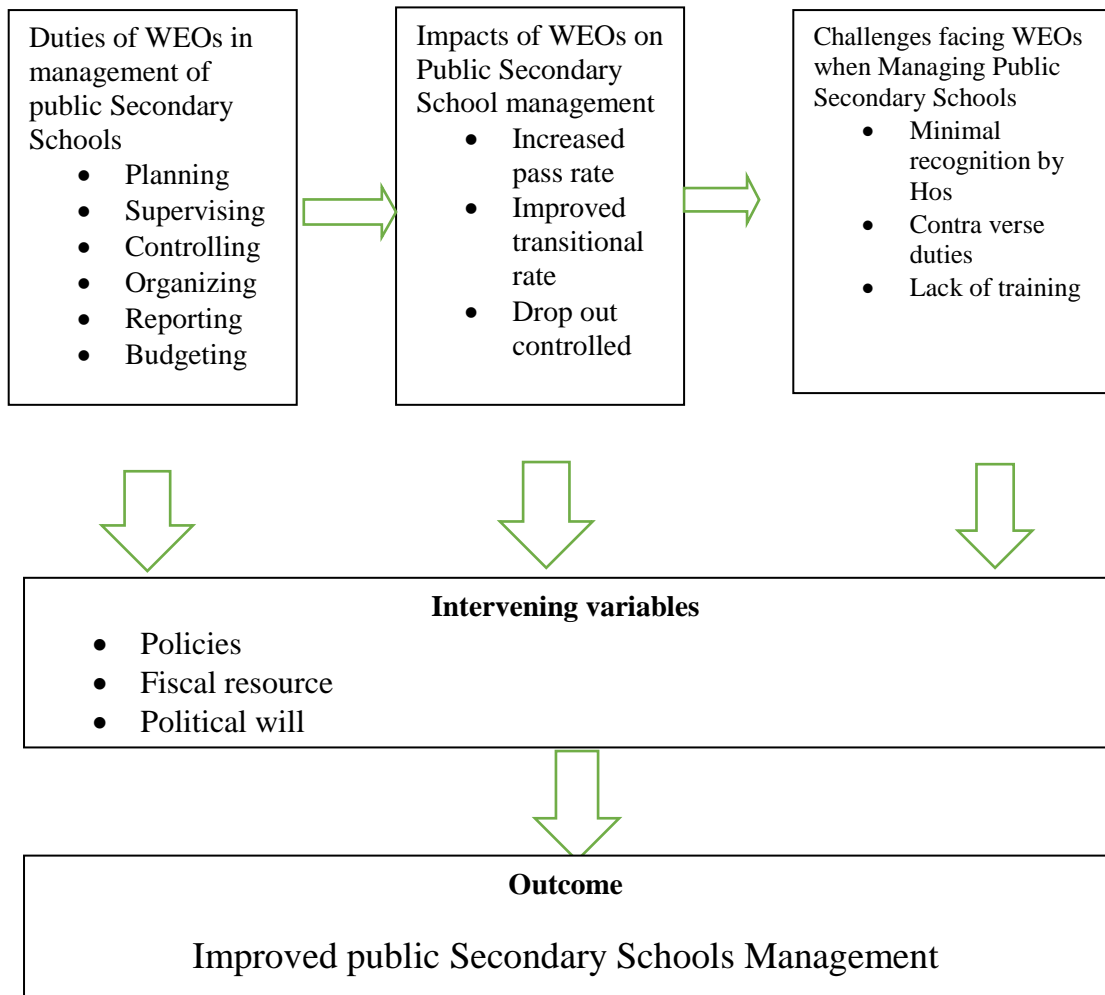 Duties of WEOs in
management of
public Secondary
Schools
• Planning
• Supervising
• Controlling
• Organizing
• Reporting
• Budgeting
Impacts of WEOs on
Public Secondary
School management
• Increased
pass rate
• Improved
transitional
rate
• Drop out
controlled
Challenges facing WEOs
when Managing Public
Secondary Schools
• Minimal
recognition by
Hos
• Contra verse
duties
• Lack of training
Intervening variables
• Policies
• Fiscal resource
• Political will
Outcome
Improved public Secondary Schools Management